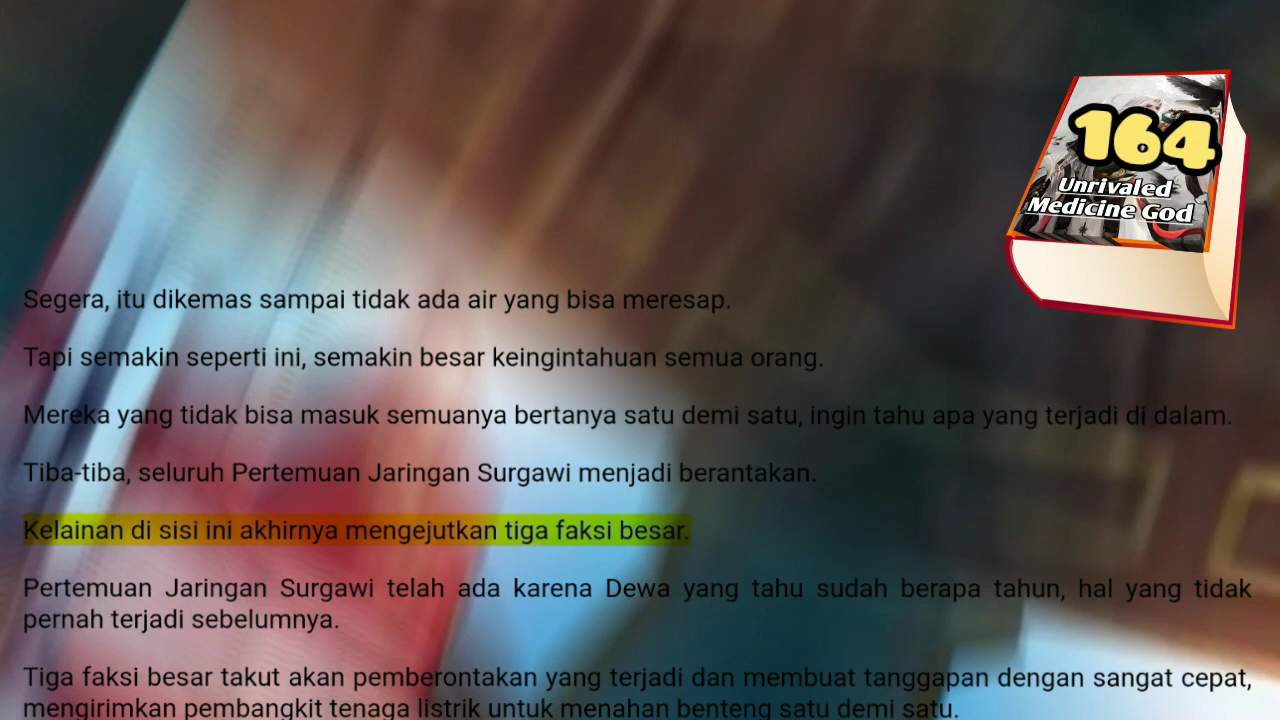 164
Unrivaled
Medicine God
Segera, itu dikemas sampai tidak ada air yang bisa meresap.
Tapi semakin seperti ini, semakin besar keingintahuan semua orang.
Mereka yang tidak bisa masuk semuanya bertanya satu demi satu, ingin tahu apa yang terjadi di dalam.
Tiba-tiba, seluruh Pertemuan Jaringan Surgawi menjadi berantakan.
Kelainan di sisi ini akhirnya mengejutkan tiga faksi besar.
Pertemuan Jaringan Surgawi telah ada karena Dewa yang tahu sudah berapa tahun, hal yang tidak
pernah terjadi sebelumnya.
Tiga faksi besar takut akan pemberontakan yang terjadi dan membuat tanggapan dengan sangat cepat,
mengirimkan pembangkit tenaga listrik untuk menahan benteng satu demi satu.